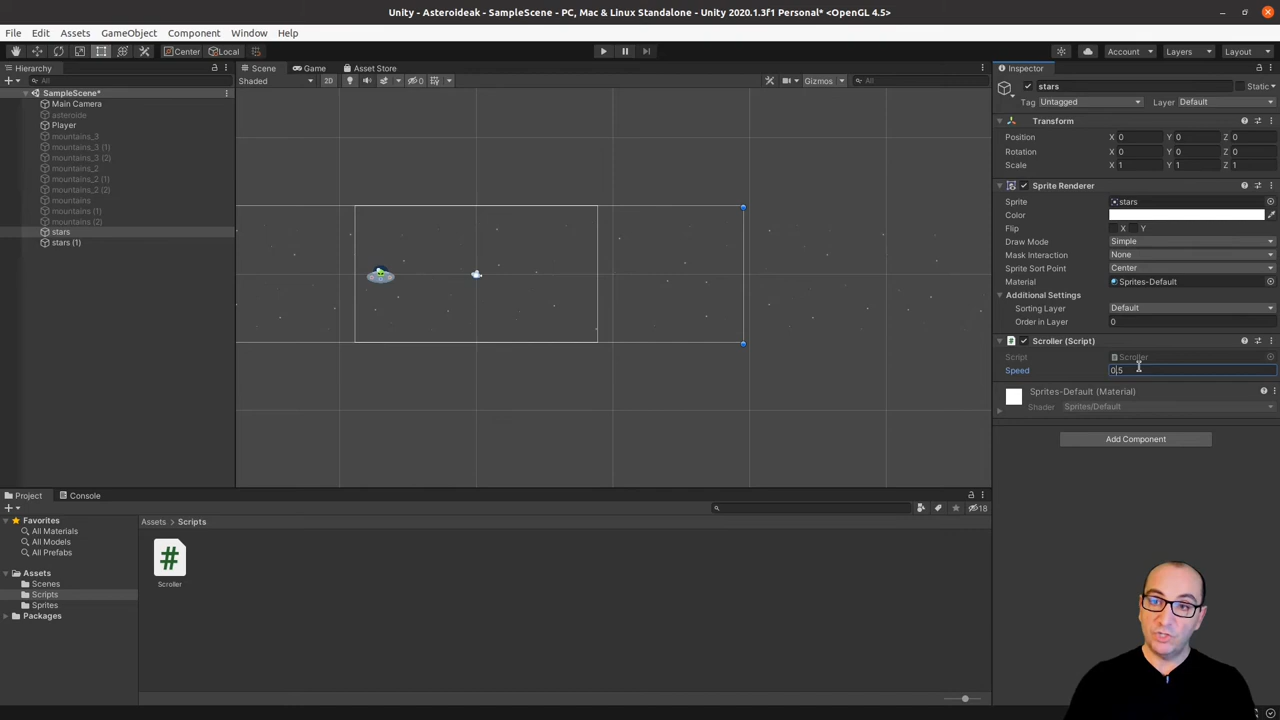 Unity - Asteroideak - SampleScene - PC, Mac & Linux Standalone - Unity 2020.1.3f1 Personal* <OpenGL 4.5>
File Edit Assets GameObject Component Window Help
Center Local Account Layers Layout
Hierarchy
All
SampleScene*
Main Camera
asteroide
Player
mountains_3
mountains_3 (1)
mountains_3 (2)
mountains_2
mountains_2 (1)
mountains_2 (2)
mountains
mountains (1)
mountains (2)
stars
stars (1)
Scene Game Asset Store
Shaded 2D 0 Gizmos All
Inspector
stars Static
Tag Untagged Layer Default
Transform
Position X 0 Y 0 Z 0
Rotation X 0 Y 0 Z 0
Scale X 1 Y 1 Z 1
Sprite Renderer
Sprite stars
Color
Flip X Y
Draw Mode Simple
Mask Interaction None
Sprite Sort Point Center
Material Sprites-Default
Additional Settings
Sorting Layer Default
Order in Layer 0
Scroller (Script)
Script Scroller
Speed 0.5
Sprites-Default (Material)
Shader Sprites/Default
Add Component
Project Console
18
Favorites
All Materials
All Models
All Prefabs
Assets
Scenes
Scripts
Sprites
Packages
Assets > Scripts
#
Scroller